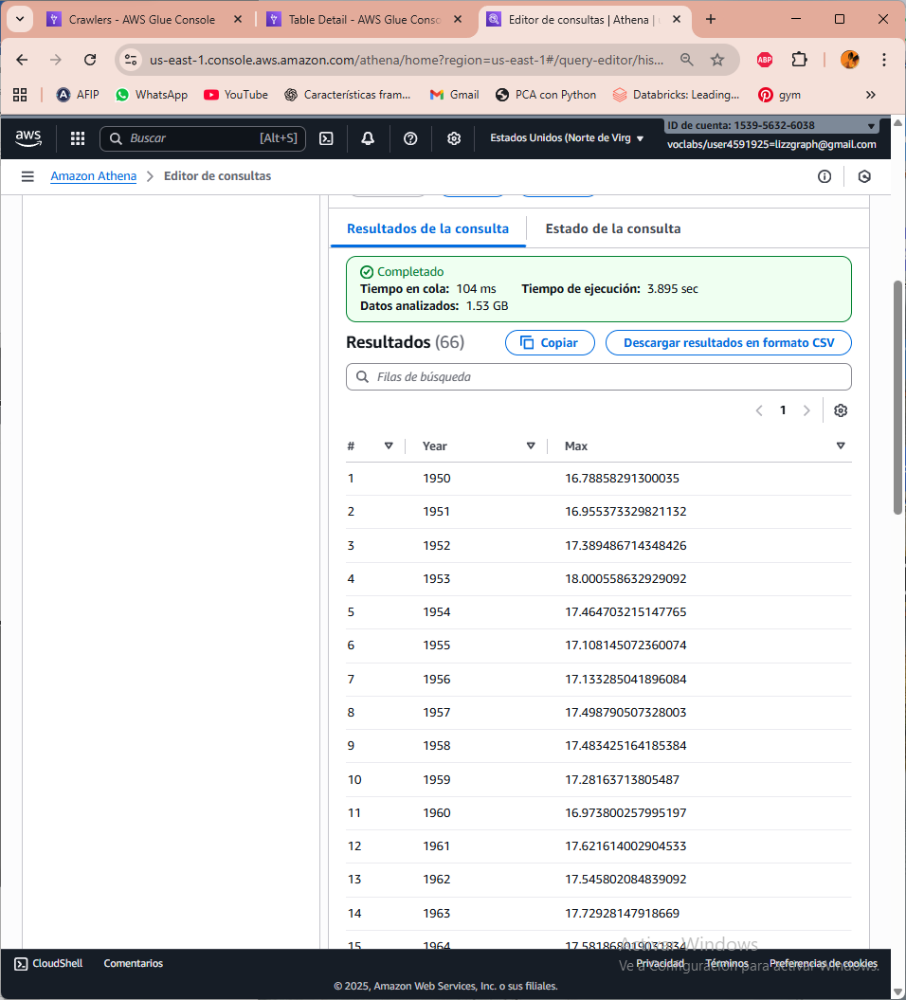 Crawlers - AWS Glue Console
Table Detail - AWS Glue Conso
Editor de consultas | Athena |
us-east-1.console.aws.amazon.com/athena/home?region=us-east-1#/query-editor/his...
ABP
AFIP
WhatsApp
YouTube
Características fram...
Gmail
PCA con Python
Databricks: Leading...
gym
aws
Buscar
[Alt+S]
Estados Unidos (Norte de Virg
ID de cuenta: 1539-5632-6038
voclabs/user4591925=lizzgraph@gmail.com
Amazon Athena
Editor de consultas
Resultados de la consulta
Estado de la consulta
Completado
Tiempo en cola: 104 ms
Tiempo de ejecución: 3.895 sec
Datos analizados: 1.53 GB
Resultados (66)
Copiar
Descargar resultados en formato CSV
Filas de búsqueda
1
# Year Max
1 1950 16.78858291300035
2 1951 16.955373329821132
3 1952 17.389486714348426
4 1953 18.000558632929092
5 1954 17.464703215147765
6 1955 17.108145072360074
7 1956 17.133285041896084
8 1957 17.498790507328003
9 1958 17.483425164185384
10 1959 17.28163713805487
11 1960 16.973800257995197
12 1961 17.621614002904533
13 1962 17.545802084839092
14 1963 17.72928147918669
15 1964
Activar Windows
Ve a Configuración para activar Windows.
CloudShell
Comentarios
Privacidad
Términos
Preferencias de cookies
© 2025, Amazon Web Services, Inc. o sus filiales.